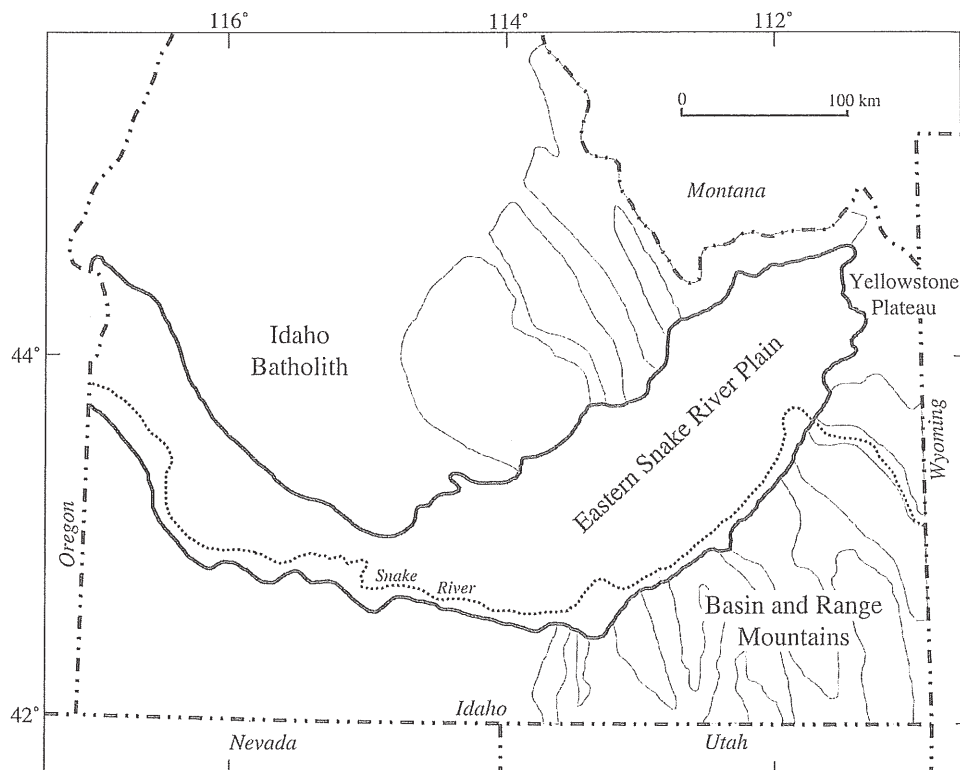 116°
114°
112°
0
100 km
Montana
Yellowstone
Plateau
Idaho
Batholith
44°
Eastern Snake River Plain
Wyoming
Oregon
Snake
River
Basin and Range
Mountains
42°
Idaho
Nevada
Utah